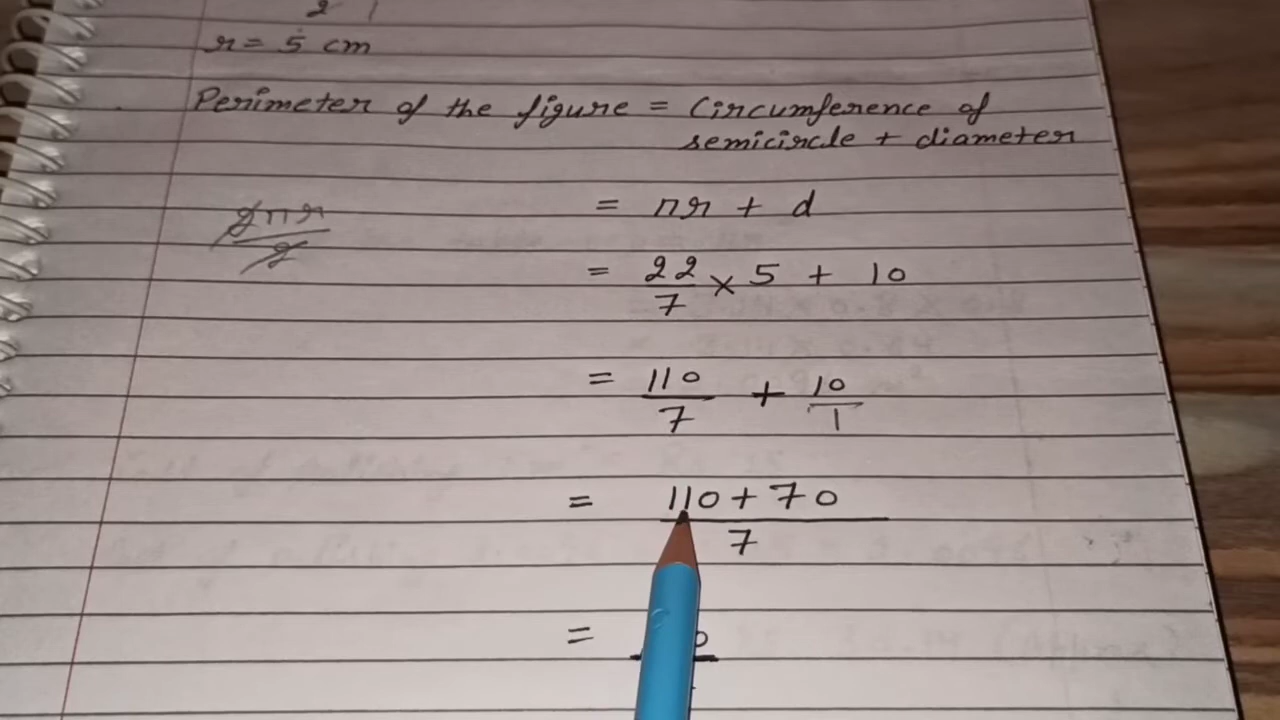 2
r = 5 cm
Perimeter of the figure = Circumference of
semicircle + diameter
2πr/2
= πr + d
= 22/7 × 5 + 10
= 110/7 + 10/1
= 110 + 70/7
=